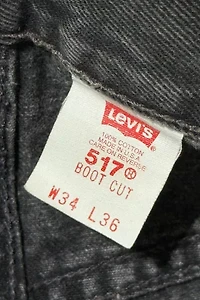 Levi's®
100% COTTON
MADE IN U.S.A.
CARE ON REVERSE
517®
BOOT CUT
W34 L36